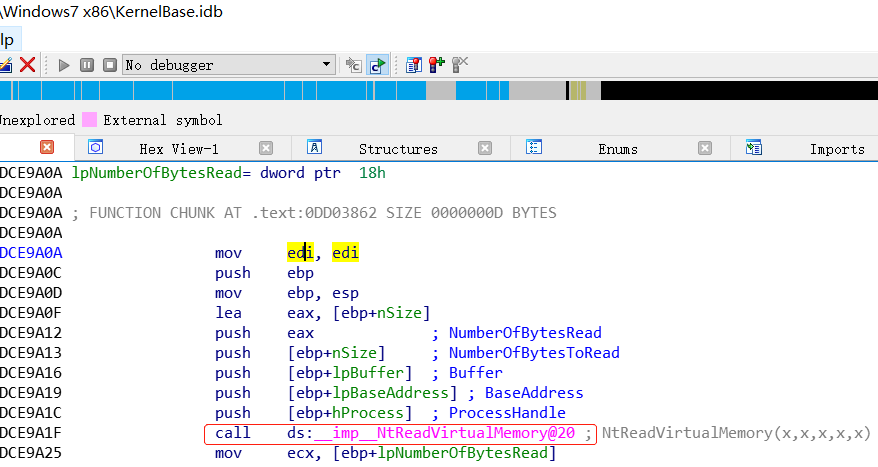 \Windows7 x86\KernelBase.idb
lp
No debugger
Unexplored External symbol
Hex View-1 Structures Enums Imports
DCE9A0A lpNumberOfBytesRead= dword ptr 18h
DCE9A0A
DCE9A0A ; FUNCTION CHUNK AT .text:0DD03862 SIZE 0000000D BYTES
DCE9A0A
DCE9A0A mov edi, edi
DCE9A0C push ebp
DCE9A0D mov ebp, esp
DCE9A0F lea eax, [ebp+nSize]
DCE9A12 push eax ; NumberOfBytesRead
DCE9A13 push [ebp+nSize] ; NumberOfBytesToRead
DCE9A16 push [ebp+lpBuffer] ; Buffer
DCE9A19 push [ebp+lpBaseAddress] ; BaseAddress
DCE9A1C push [ebp+hProcess] ; ProcessHandle
DCE9A1F call ds:__imp__NtReadVirtualMemory@20 ; NtReadVirtualMemory(x,x,x,x,x)
DCE9A25 mov ecx, [ebp+lpNumberOfBytesRead]